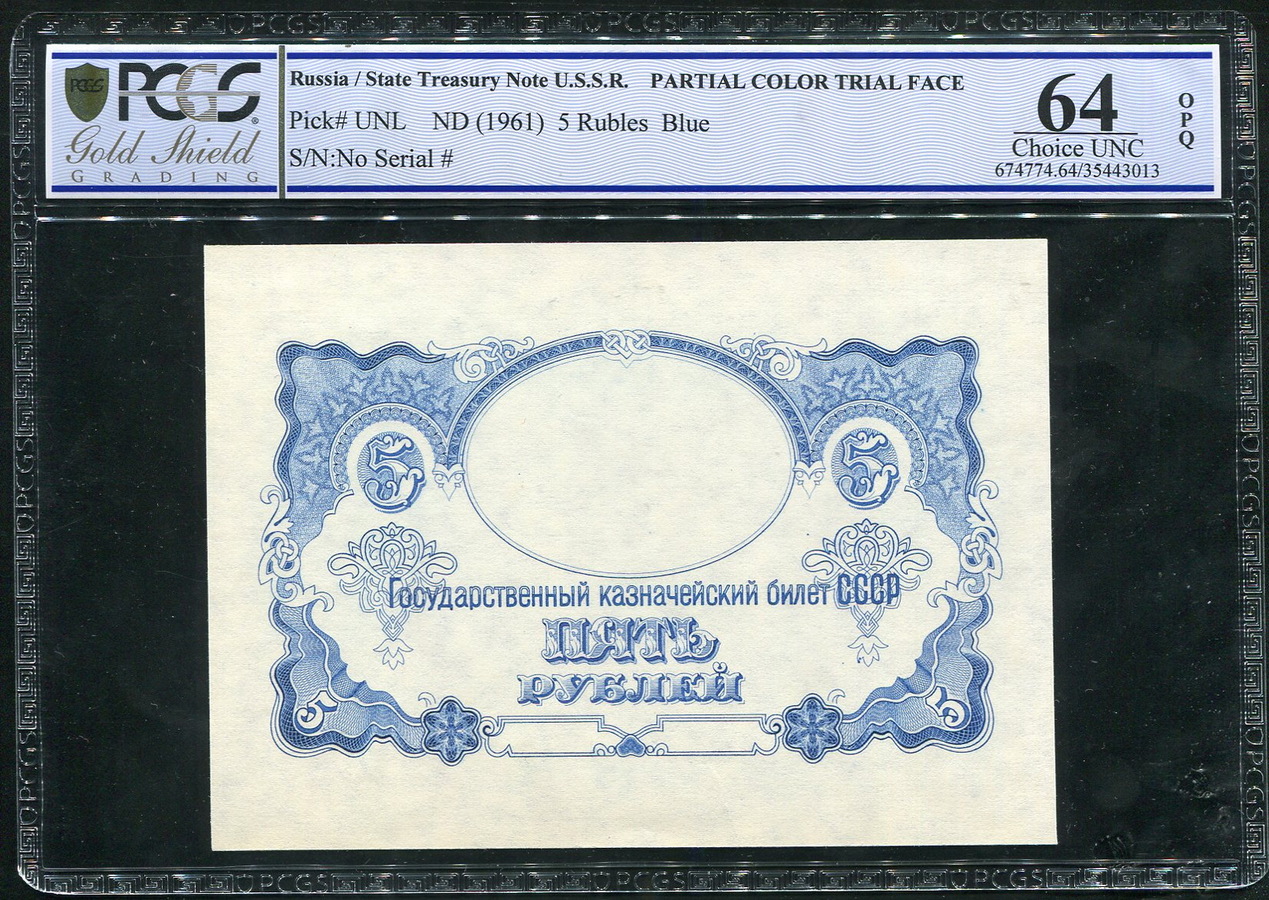 PCGS
Gold Shield
GRADING
Russia / State Treasury Note U.S.S.R. PARTIAL COLOR TRIAL FACE
Pick# UNL ND (1961) 5 Rubles Blue
S/N:No Serial #
64
Choice UNC
674774.64/35443013
OPQ
5 5
Государственный казначейский билет СССР
ПЯТЬ
РУБЛЕЙ
5 5